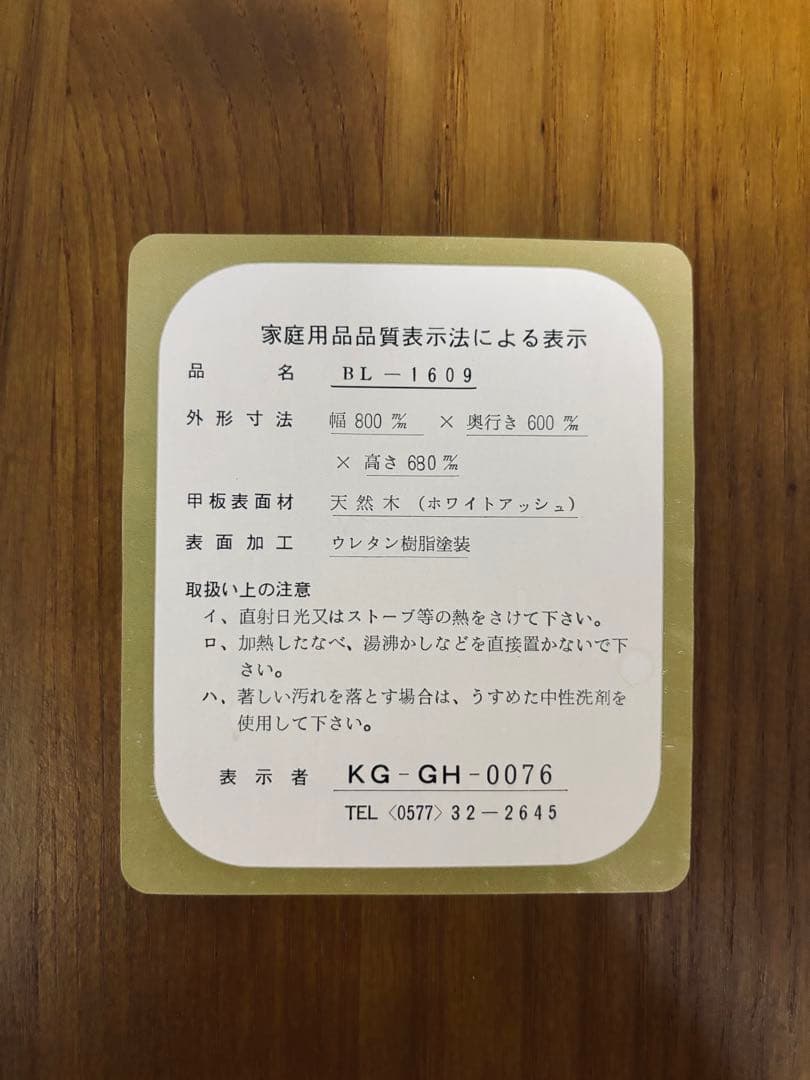 家庭用品品質表示法による表示
品名 BL-1609
外形寸法 幅 800 m/m × 奥行き 600 m/m
× 高さ 680 m/m
甲板表面材 天然木 (ホワイトアッシュ)
表面加工 ウレタン樹脂塗装
取扱い上の注意
イ、直射日光又はストーブ等の熱をさけて下さい。
ロ、加熱したなべ、湯沸かしなどを直接置かないで下
さい。
ハ、著しい汚れを落とす場合は、うすめた中性洗剤を
使用して下さい。
表示者 KG-GH-0076
TEL〈0577〉32-2645